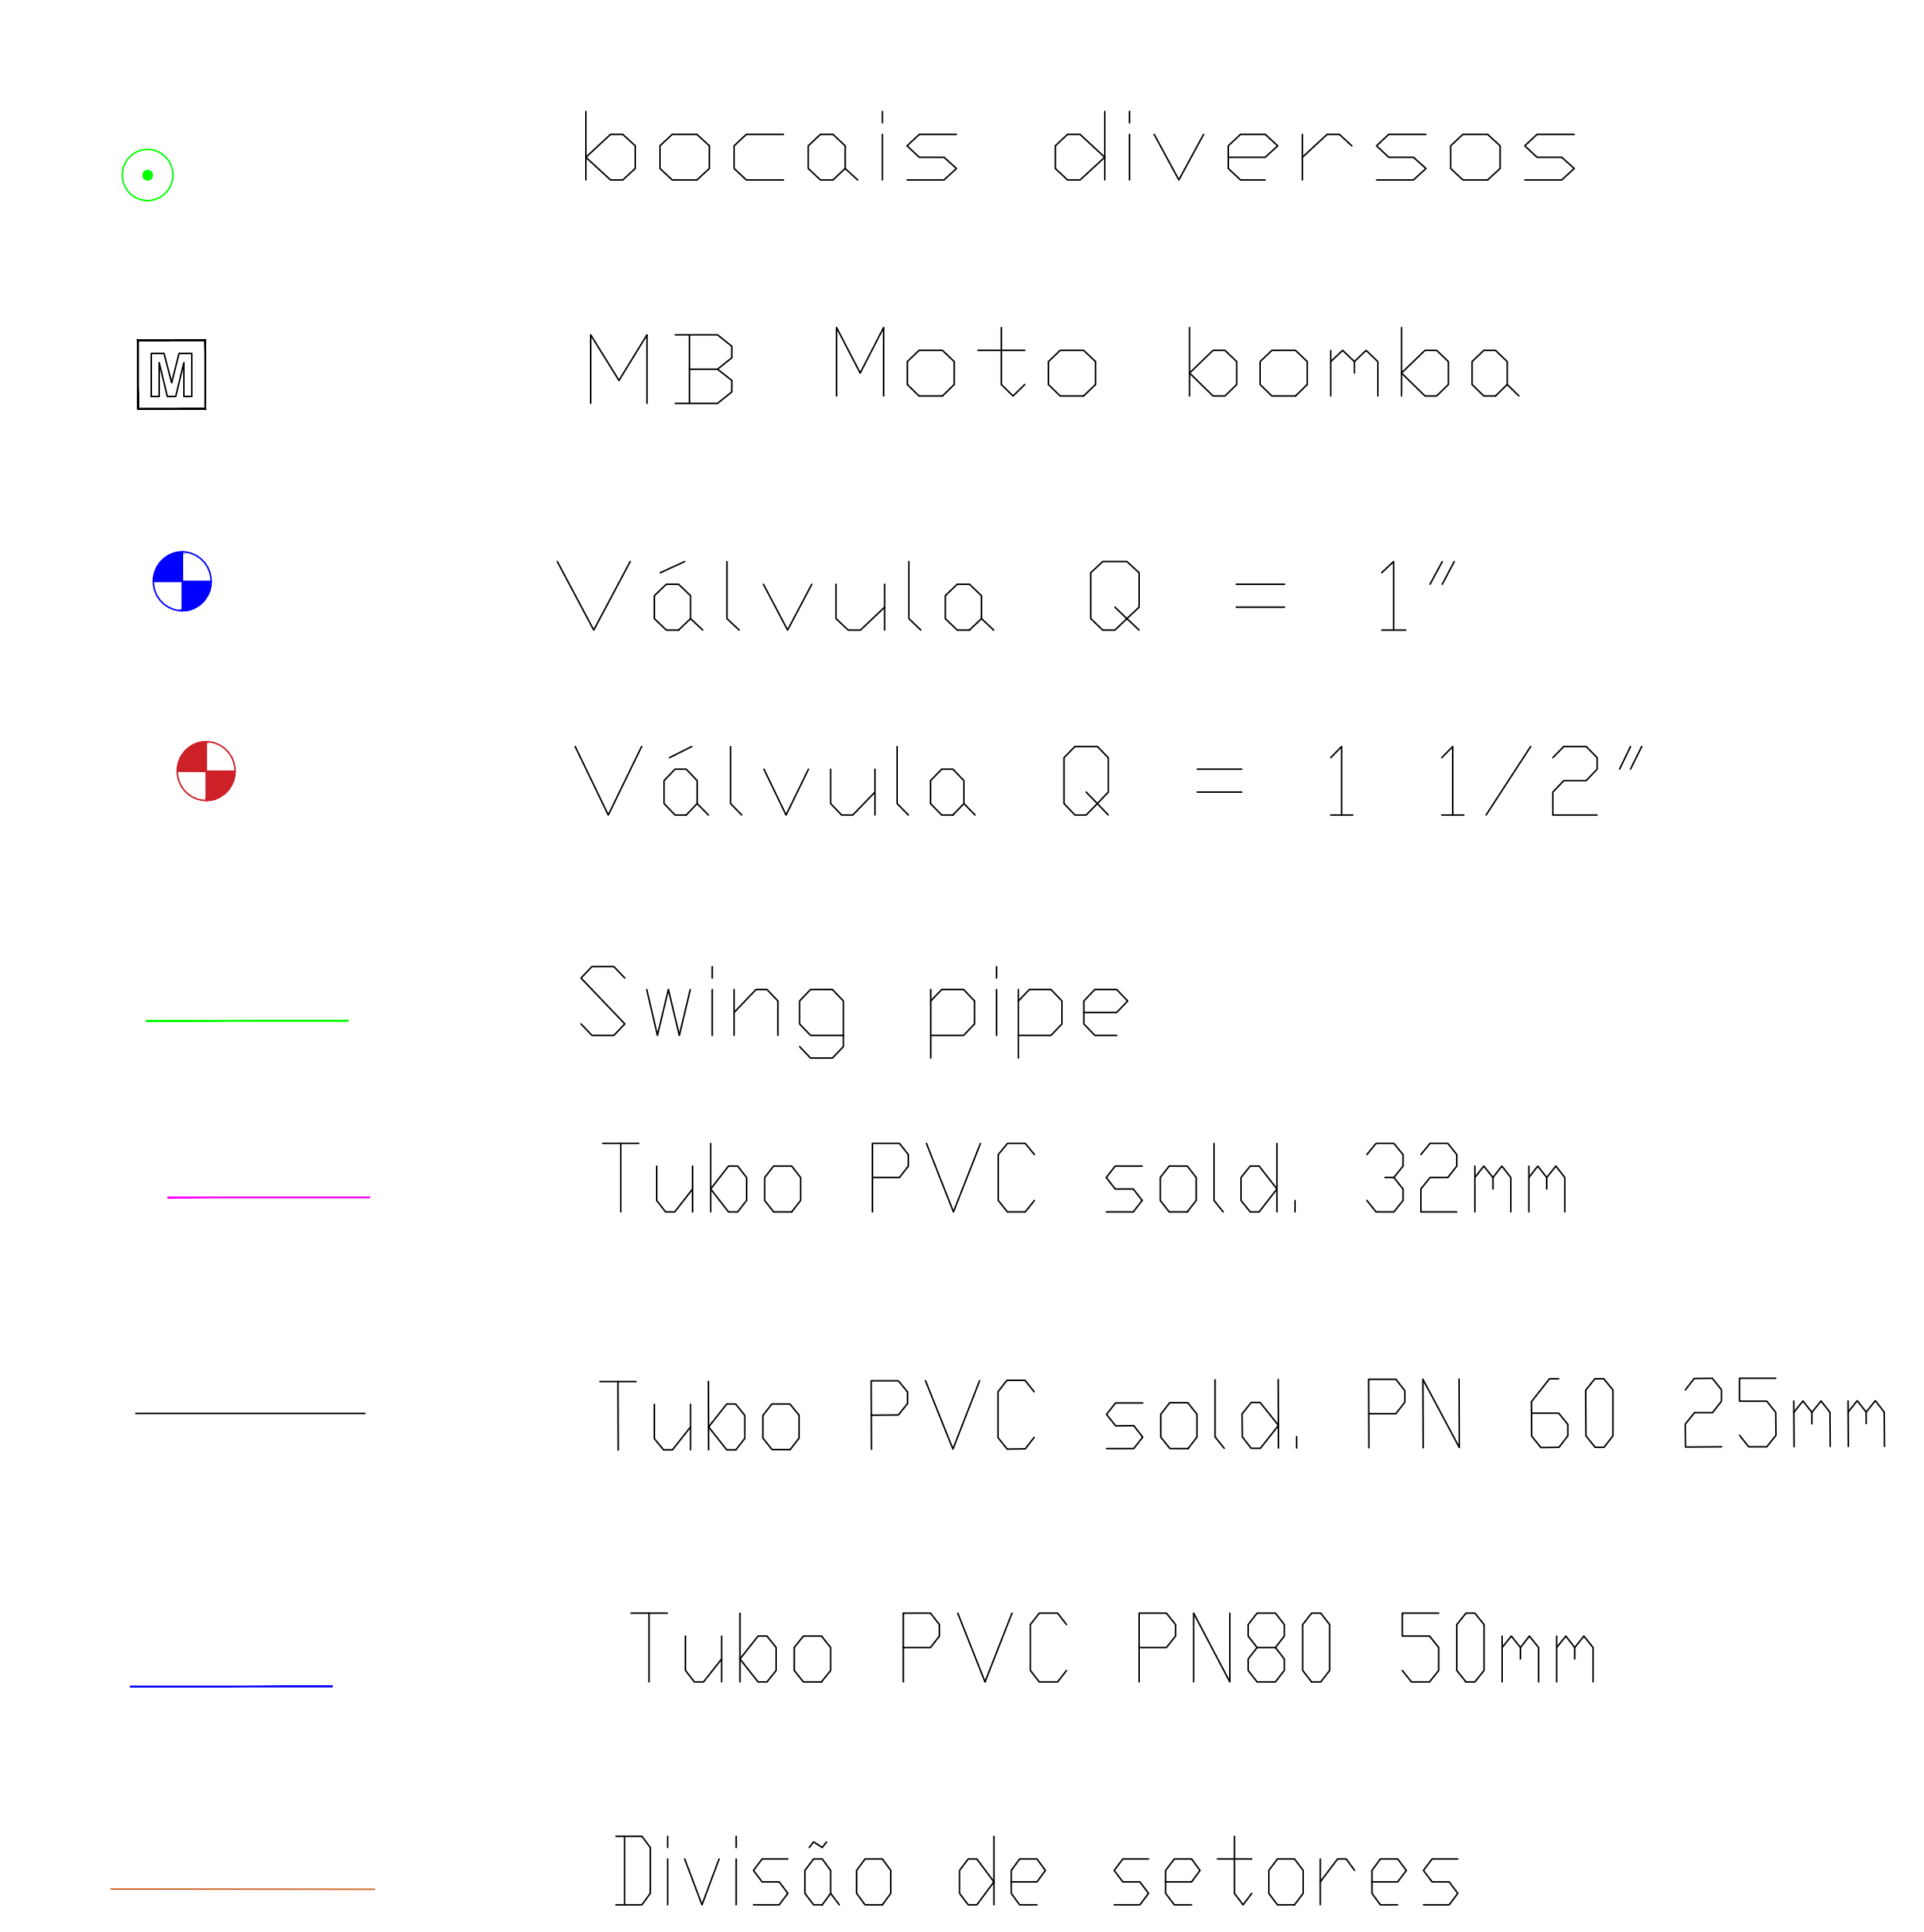 bocais diversos
M MB Moto bomba
Válvula Q = 1"
Válvula Q = 1 1/2"
Swing pipe
Tubo PVC sold. 32mm
Tubo PVC sold. PN 60 25mm
Tubo PVC PN80 50mm
Divisão de setores